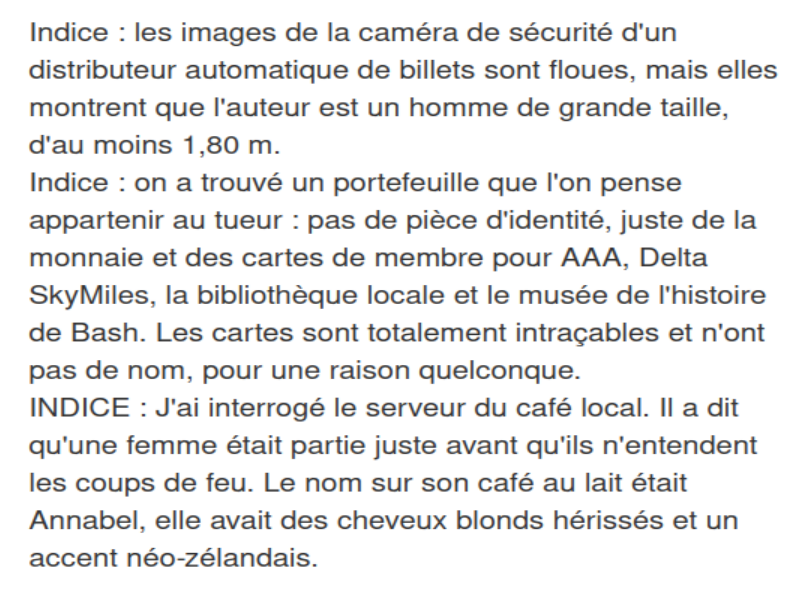 Indice : les images de la caméra de sécurité d'un
distributeur automatique de billets sont floues, mais elles
montrent que l'auteur est un homme de grande taille,
d'au moins 1,80 m.
Indice : on a trouvé un portefeuille que l'on pense
appartenir au tueur : pas de pièce d'identité, juste de la
monnaie et des cartes de membre pour AAA, Delta
SkyMiles, la bibliothèque locale et le musée de l'histoire
de Bash. Les cartes sont totalement intraçables et n'ont
pas de nom, pour une raison quelconque.
INDICE : J'ai interrogé le serveur du café local. Il a dit
qu'une femme était partie juste avant qu'ils n'entendent
les coups de feu. Le nom sur son café au lait était
Annabel, elle avait des cheveux blonds hérissés et un
accent néo-zélandais.